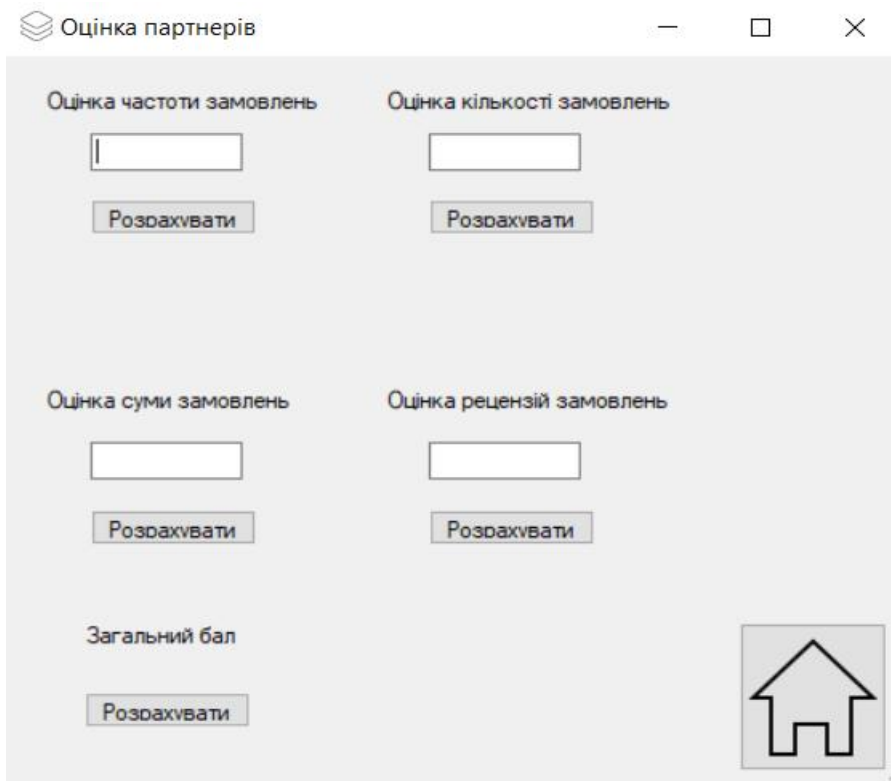 Оцінка партнерів
Оцінка частоти замовлень
Оцінка кількості замовлень
Розрахувати
Розрахувати
Оцінка суми замовлень
Оцінка рецензій замовлень
Розрахувати
Розрахувати
Загальний бал
Розрахувати